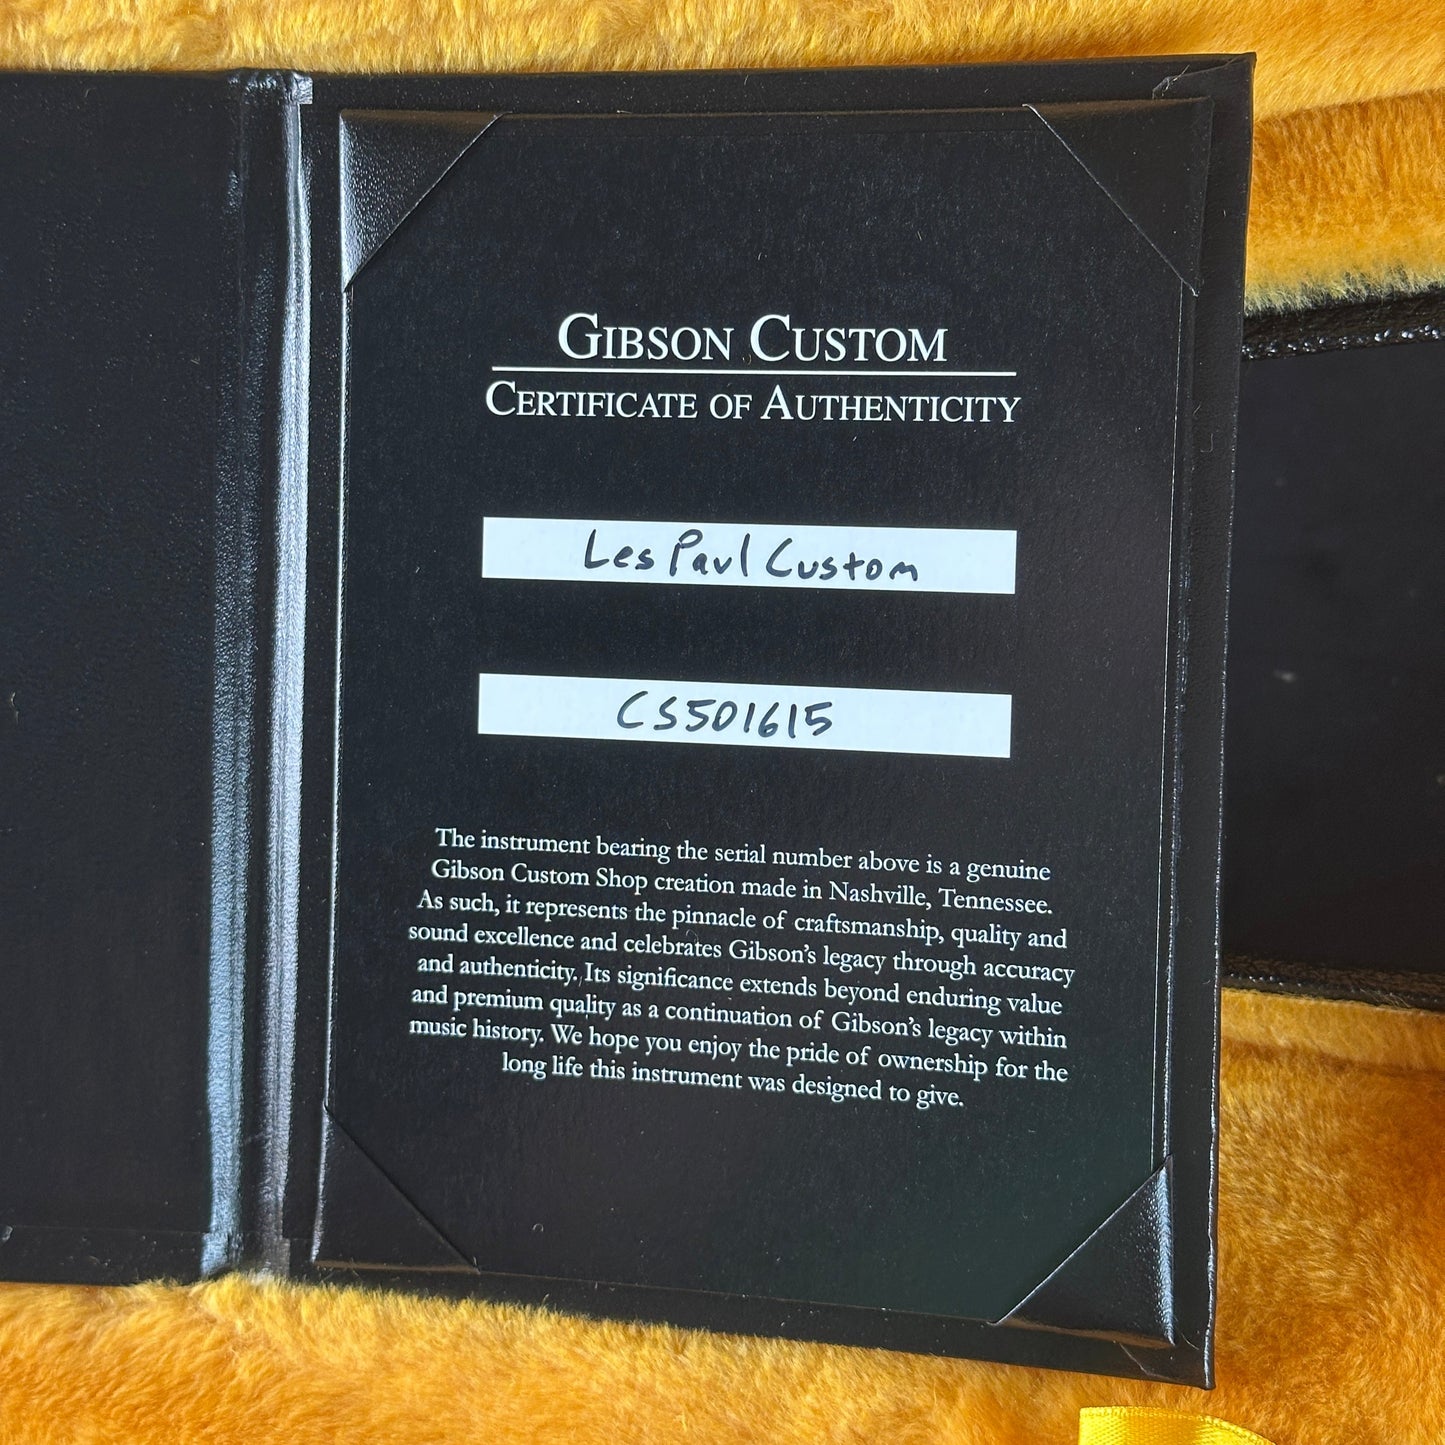 GIBSON CUSTOM
CERTIFICATE OF AUTHENTICITY
Les Paul Custom
CS501615
The instrument bearing the serial number above is a genuine
Gibson Custom Shop creation made in Nashville, Tennessee.
As such, it represents the pinnacle of craftsmanship, quality and
sound excellence and celebrates Gibson's legacy through accuracy
and authenticity. Its significance extends beyond enduring value
and premium quality as a continuation of Gibson's legacy within
music history. We hope you enjoy the pride of ownership for the
long life this instrument was designed to give.